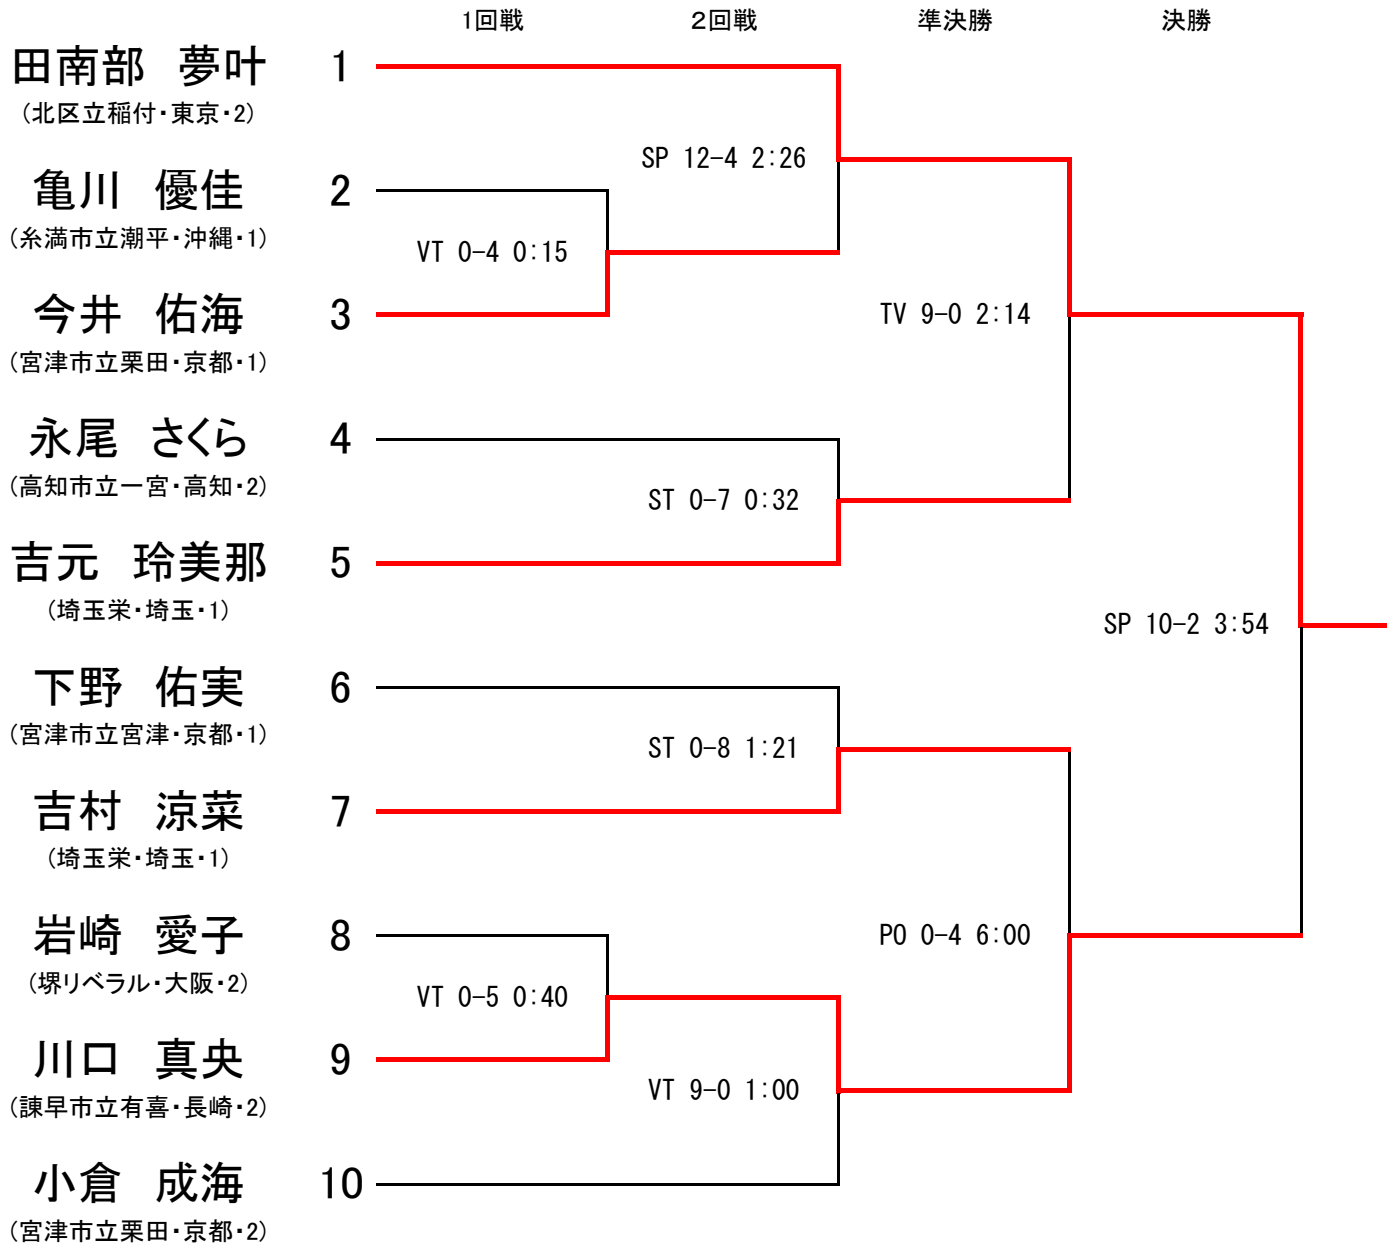 1回戦 2回戦 準決勝 決勝
田南部 夢叶 1
(北区立稲付・東京・2)
SP 12-4 2:26
亀川 優佳 2
(糸満市立潮平・沖縄・1)
VT 0-4 0:15
今井 佑海 3
TV 9-0 2:14
(宮津市立栗田・京都・1)
永尾 さくら 4
(高知市立一宮・高知・2)
ST 0-7 0:32
吉元 玲美那 5
(埼玉栄・埼玉・1)
SP 10-2 3:54
下野 佑実 6
(宮津市立宮津・京都・1)
ST 0-8 1:21
吉村 涼菜 7
(埼玉栄・埼玉・1)
岩崎 愛子 8
PO 0-4 6:00
(堺リベラル・大阪・2)
VT 0-5 0:40
川口 真央 9
VT 9-0 1:00
(諫早市立有喜・長崎・2)
小倉 成海 10
(宮津市立栗田・京都・2)